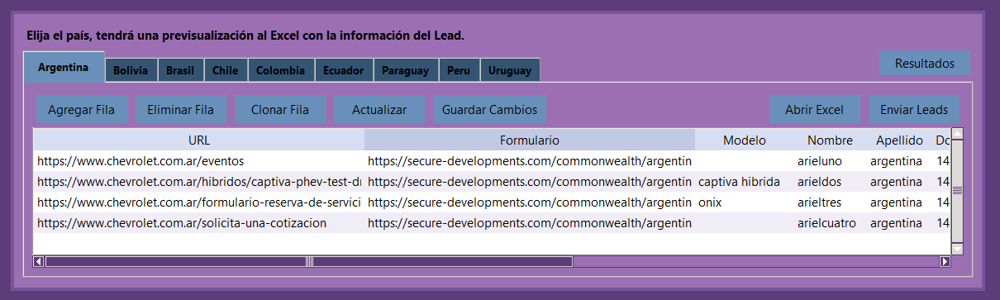 Elija el país, tendrá una previsualización al Excel con la información del Lead.
Argentina Bolivia Brasil Chile Colombia Ecuador Paraguay Peru Uruguay Resultados
Agregar Fila Eliminar Fila Clonar Fila Actualizar Guardar Cambios Abrir Excel Enviar Leads
URL Formulario Modelo Nombre Apellido Dc
https://www.chevrolet.com.ar/eventos https://secure-developments.com/commonwealth/argentin arieluno argentina 14
https://www.chevrolet.com.ar/hibridos/captiva-phev-test-dr https://secure-developments.com/commonwealth/argentin captiva hibrida arieldos argentina 14
https://www.chevrolet.com.ar/formulario-reserva-de-servici https://secure-developments.com/commonwealth/argentin onix arieltres argentina 14
https://www.chevrolet.com.ar/solicita-una-cotizacion https://secure-developments.com/commonwealth/argentin arielcuatro argentina 14